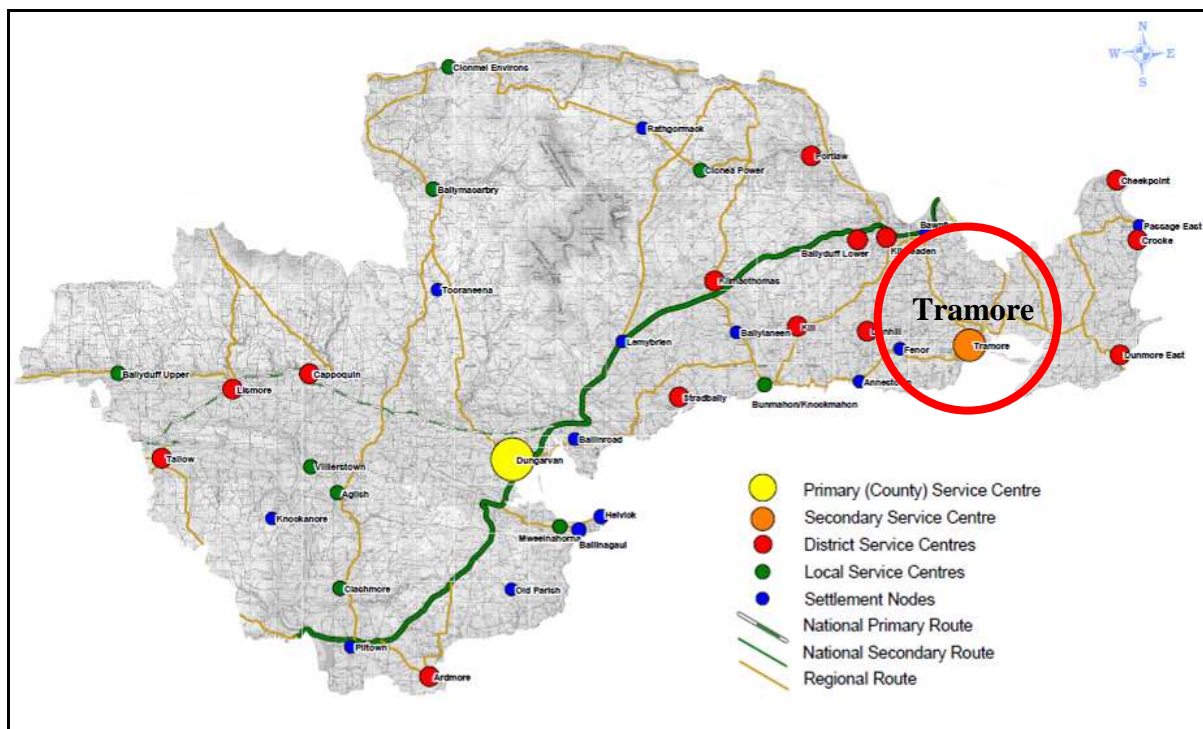 N
W E
S
Clonmel Environs
Rathgormack
Clonea Power
Portlaw
Ballymacarbry
Cheekpoint
Passage East
Crooke
Ballyduff Lower
Tooraneena
Kilmacthomas
Tramore
Ballylaneen
Kill
Lemybrien
Fenor
Tramore
Dunmore East
Ballyduff Upper
Lismore
Cappoquin
Stradbally
Bunmahon/Knockmahon
Ballinroad
Tallow
Dungarvan
Villierstown
Aglish
Knockanore
Helvick
Ballinagaul
Clashmore
Old Parish
Piltown
Ardmore
Primary (County) Service Centre
Secondary Service Centre
District Service Centres
Local Service Centres
Settlement Nodes
National Primary Route
National Secondary Route
Regional Route